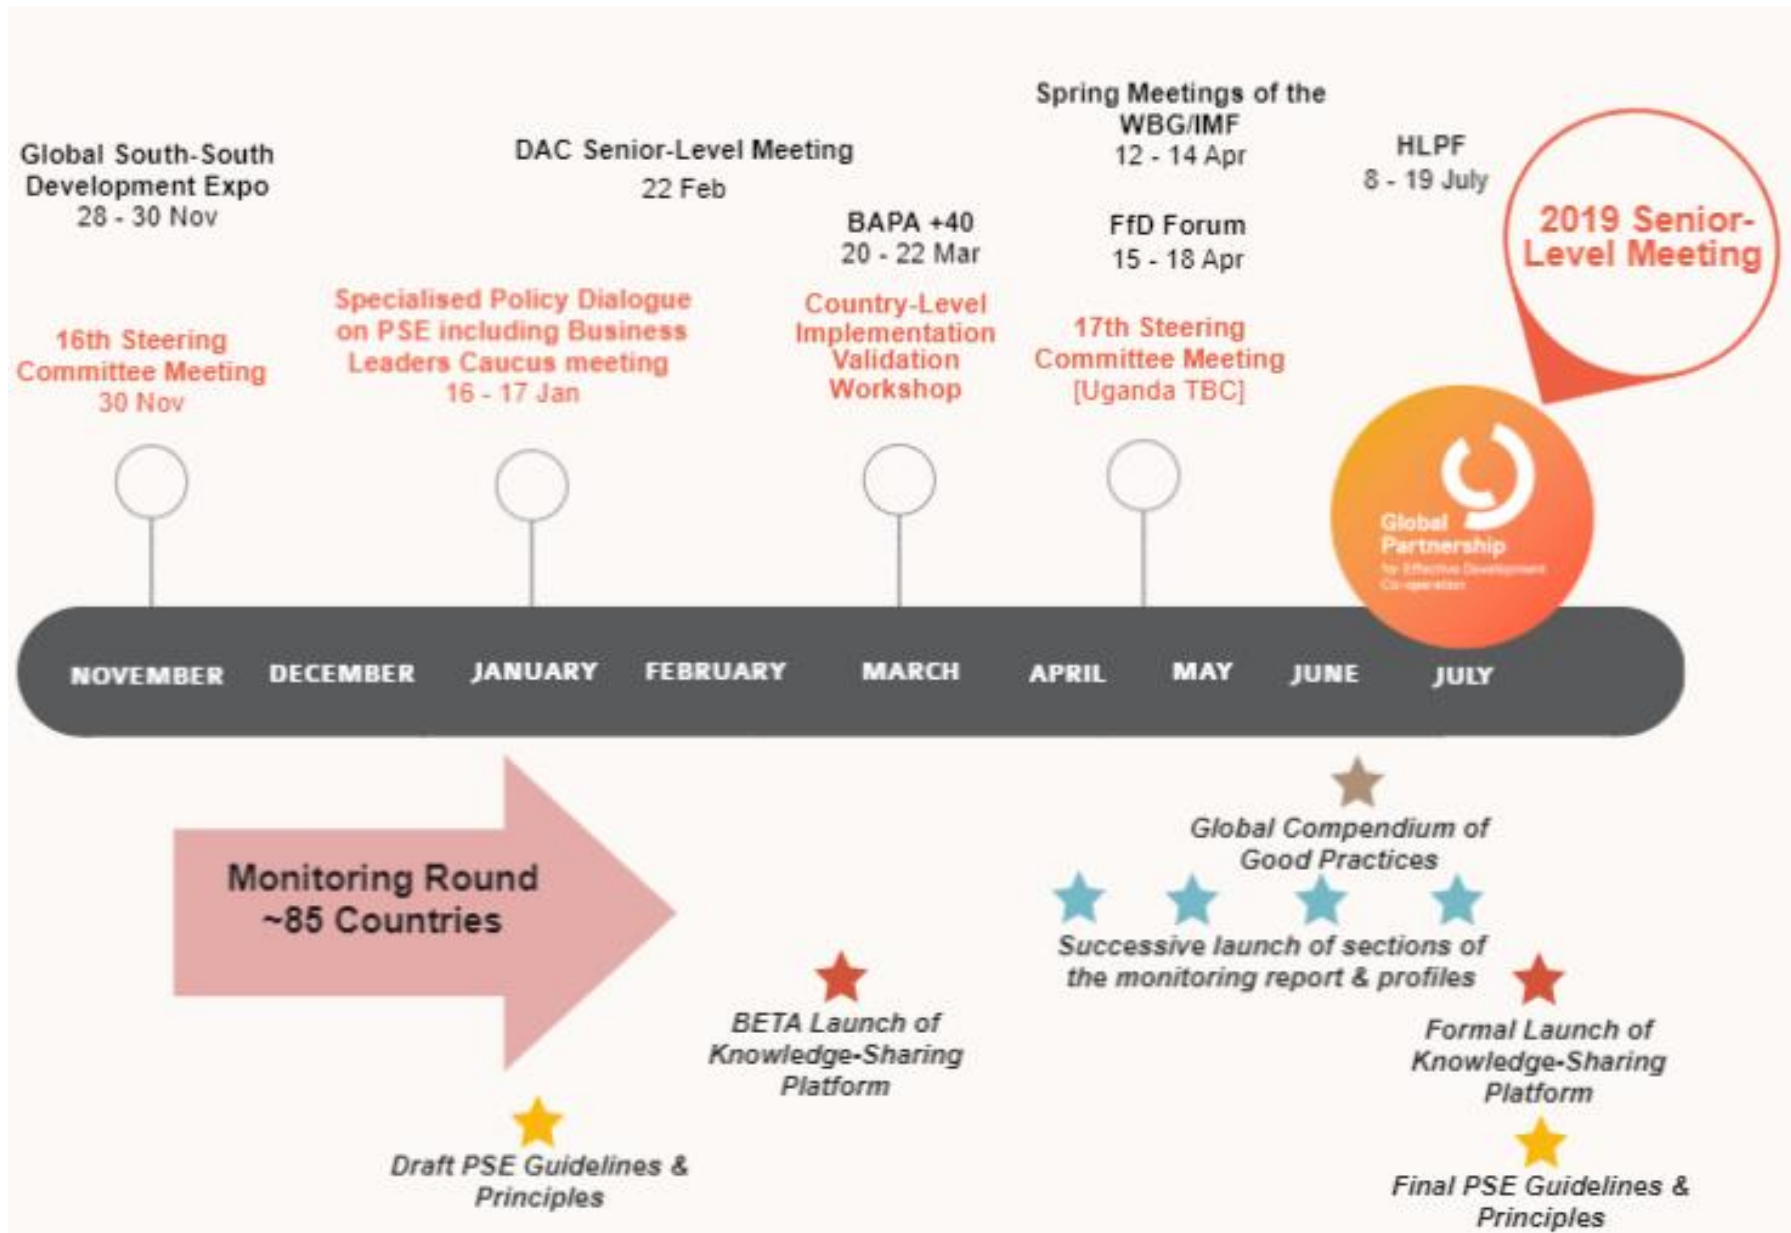 Global South-South
Development Expo
28 - 30 Nov
16th Steering
Committee Meeting
30 Nov
DAC Senior-Level Meeting
22 Feb
Specialised Policy Dialogue
on PSE including Business
Leaders Caucus meeting
16 - 17 Jan
BAPA +40
20 - 22 Mar
Country-Level
Implementation
Validation
Workshop
Spring Meetings of the
WBG/IMF
12 - 14 Apr
FfD Forum
15 - 18 Apr
17th Steering
Committee Meeting
[Uganda TBC]
HLPF
8 - 19 July
2019 Senior-
Level Meeting
Global
Partnership
for Effective Development
Co-operation
NOVEMBER
DECEMBER
JANUARY
FEBRUARY
MARCH
APRIL
MAY
JUNE
JULY
Monitoring Round
~85 Countries
Draft PSE Guidelines &
Principles
BETA Launch of
Knowledge-Sharing
Platform
Global Compendium of
Good Practices
Successive launch of sections of
the monitoring report & profiles
Formal Launch of
Knowledge-Sharing
Platform
Final PSE Guidelines &
Principles